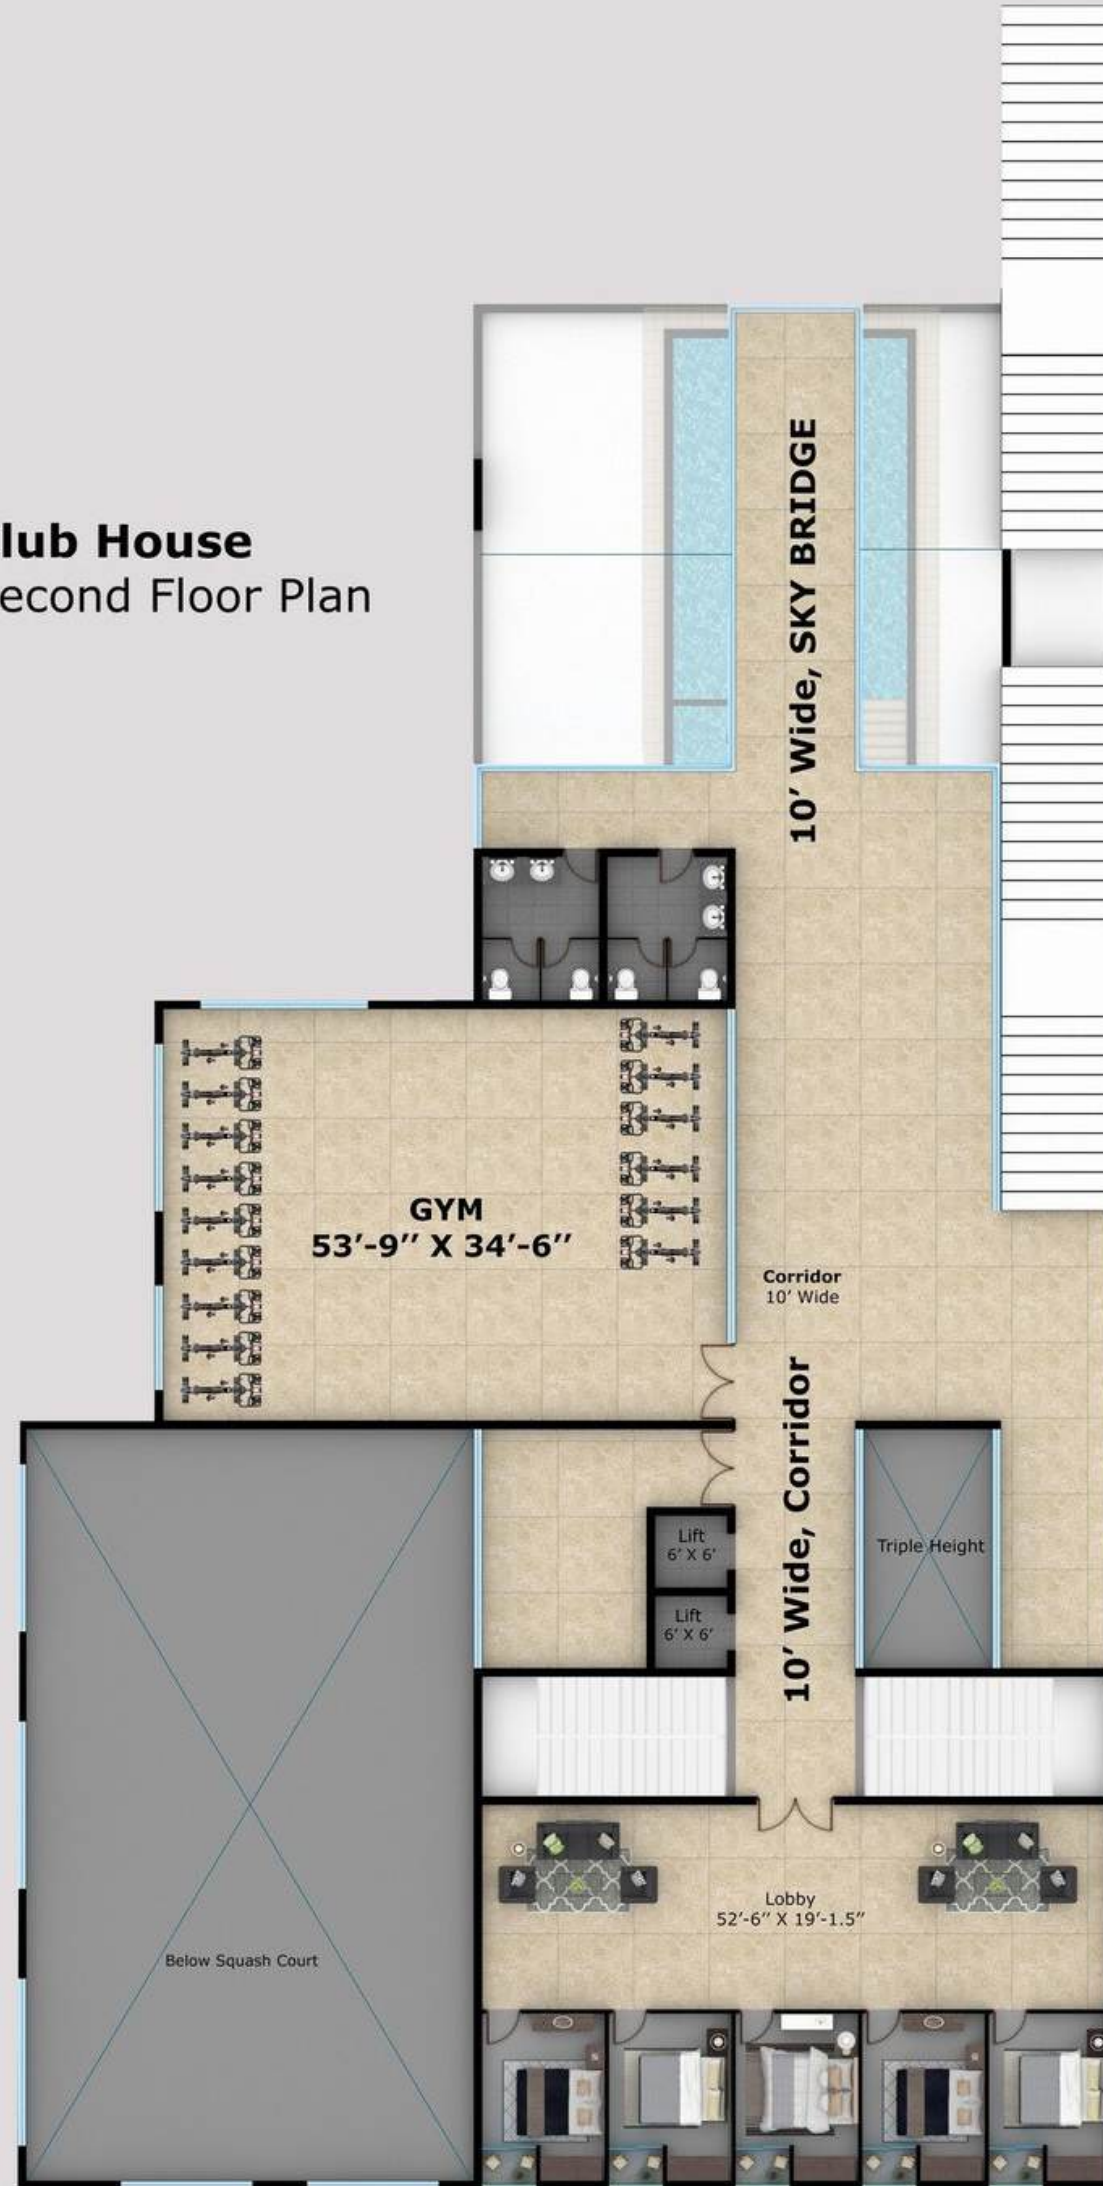 lub House
econd Floor Plan
10' Wide, SKY BRIDGE
GYM
53'-9'' X 34'-6''
Corridor
10' Wide
10' Wide, Corridor
Lift
6' X 6'
Triple Height
Lift
6' X 6'
Lobby
52'-6'' X 19'-1.5''
Below Squash Court